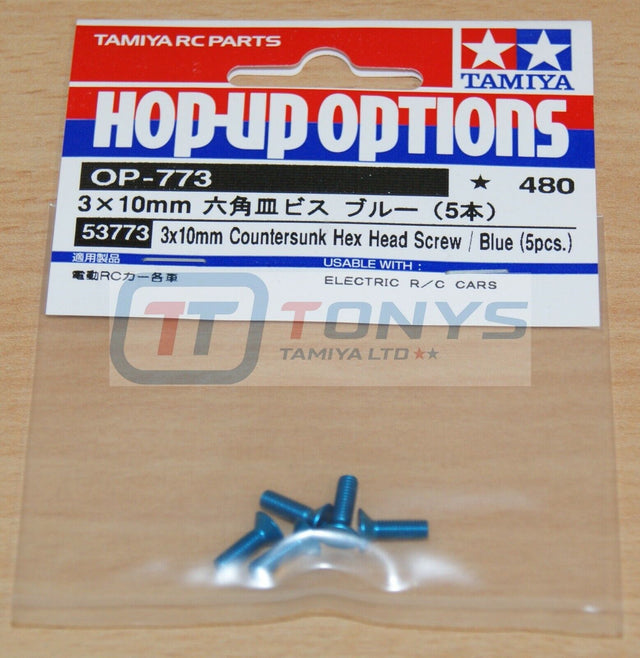 TAMIYA RC PARTS
TAMIYA
HOP-UP OPTIONS
OP-773
★ 480
3×10mm 六角皿ビス ブルー (5本)
53773 3x10mm Countersunk Hex Head Screw / Blue (5pcs.)
適用製品 USABLE WITH :
電動RCカー各車 ELECTRIC R/C CARS
TT TONYS
TAMIYA LTD ★★